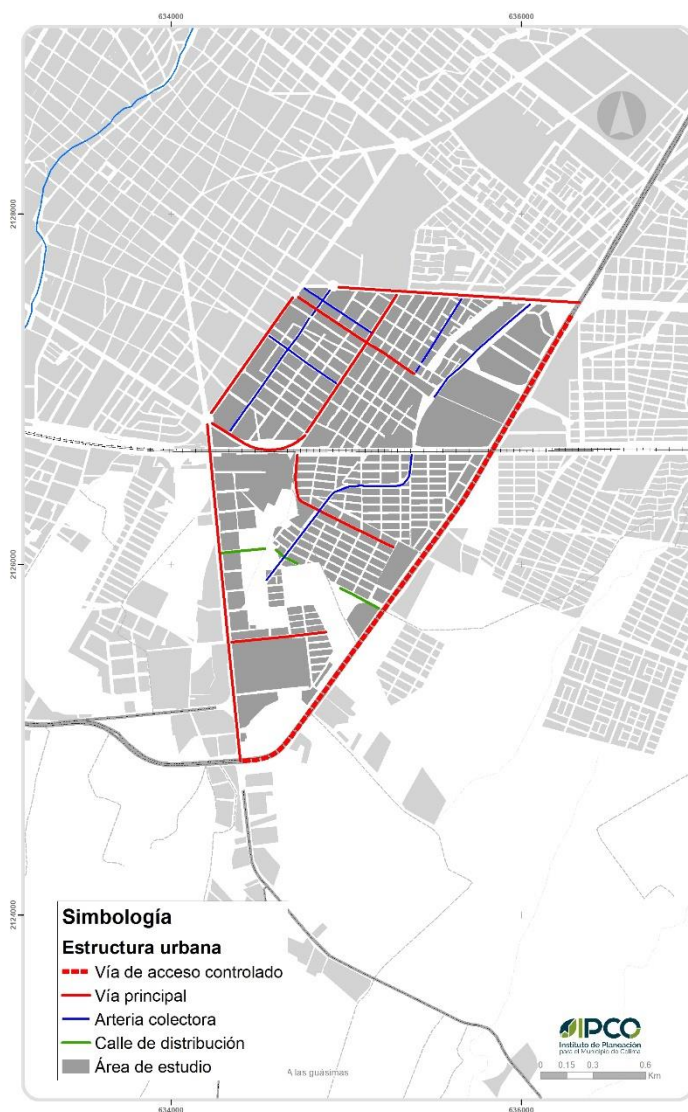 634000 636000
2128000
2126000
2124000
Simbología
Estructura urbana
Vía de acceso controlado
Vía principal
Arteria colectora
Calle de distribución
Área de estudio
A las guásimas
IPCO
Instituto de Planeación
para el Municipio de Colima
0 0.15 0.3 0.6
Km
634000 636000